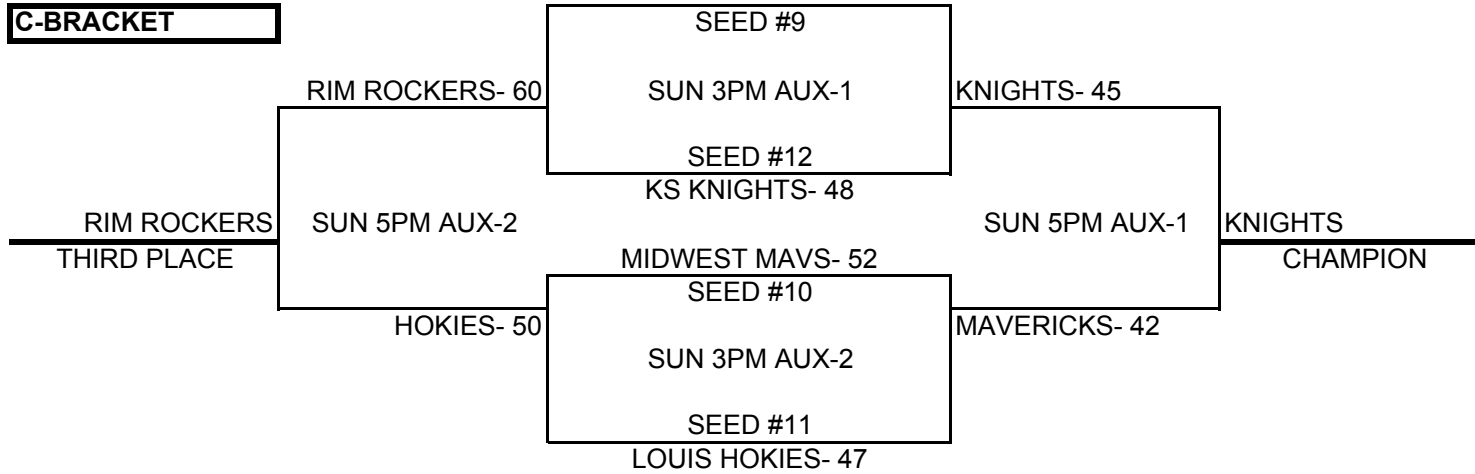 C-BRACKET
SEED #9
RIM ROCKERS- 60
SUN 3PM AUX-1
KNIGHTS- 45
SEED #12
KS KNIGHTS- 48
RIM ROCKERS
SUN 5PM AUX-2
SUN 5PM AUX-1
KNIGHTS
THIRD PLACE
MIDWEST MAVS- 52
CHAMPION
SEED #10
HOKIES- 50
MAVERICKS- 42
SUN 3PM AUX-2
SEED #11
LOUIS HOKIES- 47